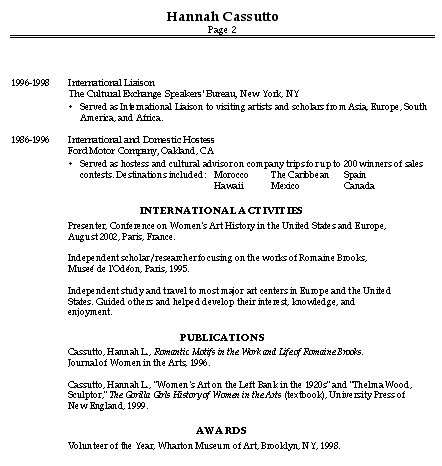 Hannah Cassutto
Page 2
1996-1998 International Liaison
The Cultural Exchange Speakers' Bureau, New York, NY
• Served as International Liaison to visiting artists and scholars from Asia, Europe, South
America, and Africa.
1986-1996 International and Domestic Hostess
Ford Motor Company, Oakland, CA
• Served as hostess and cultural advisor on company trips for up to 200 winners of sales
contests. Destinations included: Morocco The Caribbean Spain
Hawaii Mexico Canada
INTERNATIONAL ACTIVITIES
Presenter, Conference on Women's Art History in the United States and Europe,
August 2002, Paris, France.
Independent scholar/researcher focusing on the works of Romaine Brooks,
Museé de l'Odéon, Paris, 1995.
Independent study and travel to most major art centers in Europe and the United
States. Guided others and helped develop their interest, knowledge, and
enjoyment.
PUBLICATIONS
Cassutto, Hannah L., Romantic Motifs in the Work and Life of Romaine Brooks.
Journal of Women in the Arts, 1996.
Cassutto, Hannah L., "Women's Art on the Left Bank in the 1920s" and "Thelma Wood,
Sculptor," The Gorilla Girls History of Women in the Arts (textbook), University Press of
New England, 1999.
AWARDS
Volunteer of the Year, Wharton Museum of Art, Brooklyn, NY, 1998.